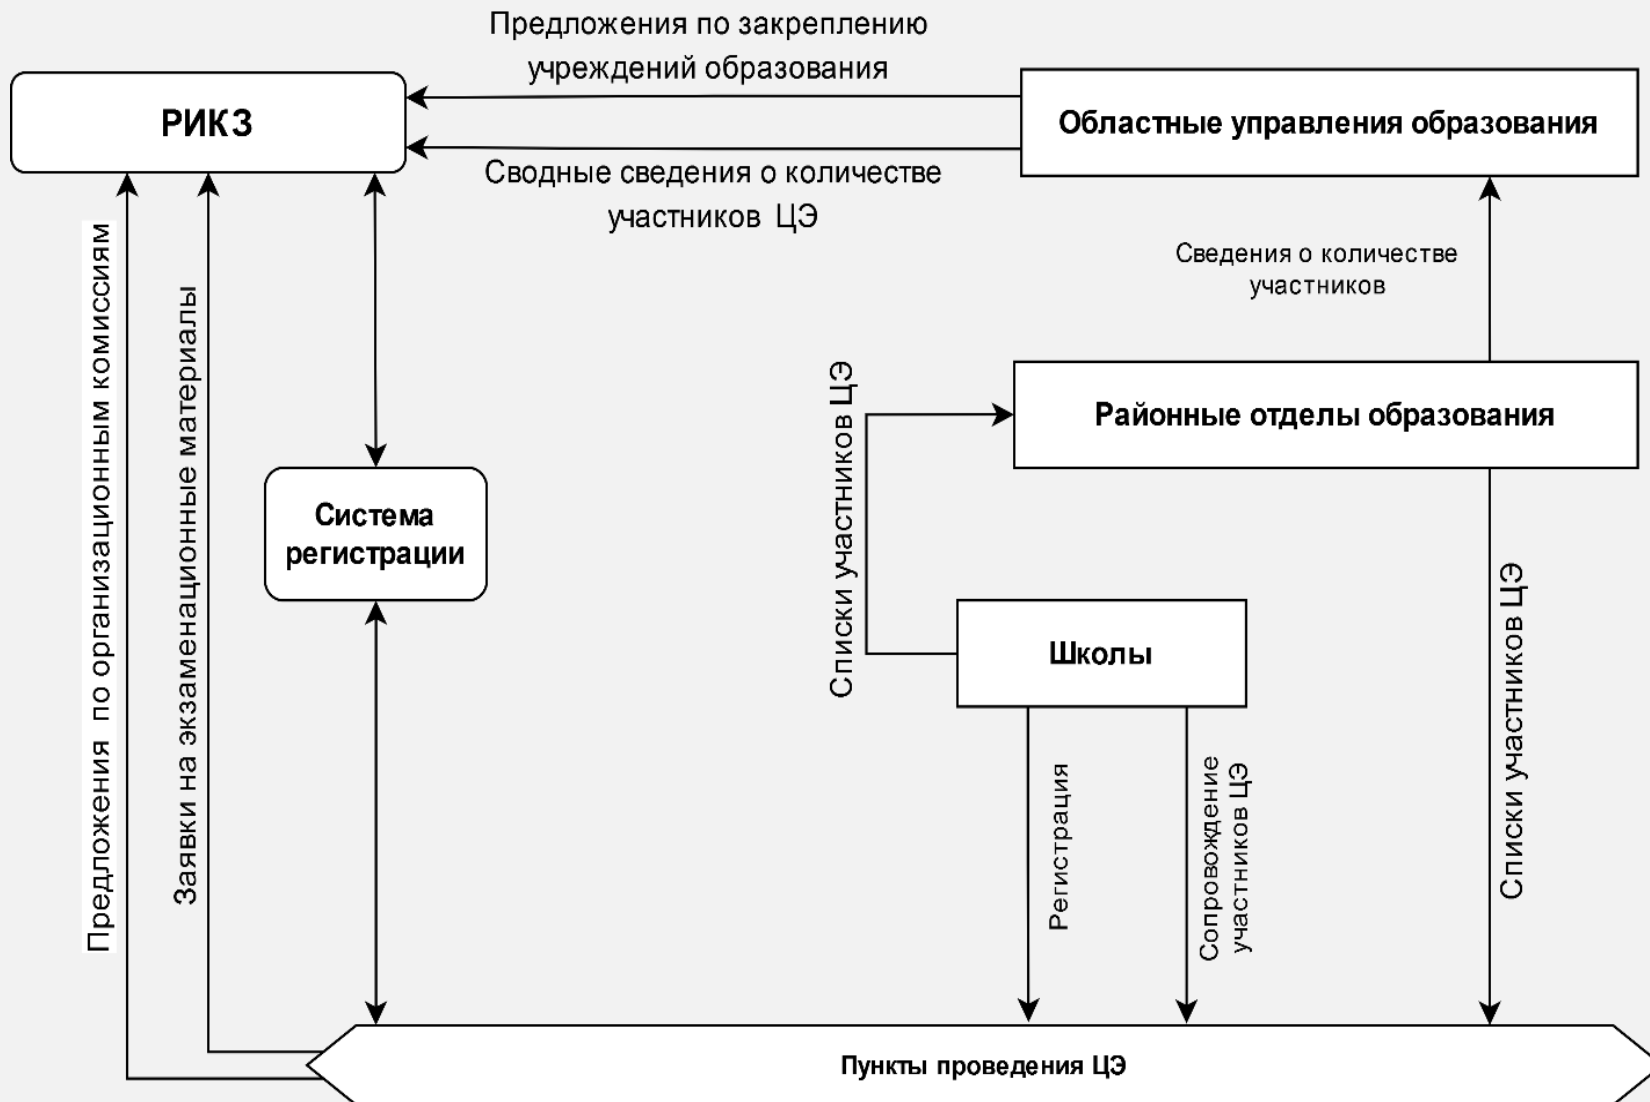 Предложения по закреплению
учреждений образования
РИКЗ
Областные управления образования
Сводные сведения о количестве
участников ЦЭ
Сведения о количестве
участников
Предложения по организационным комиссиям
Заявки на экзаменационные материалы
Списки участников ЦЭ
Районные отделы образования
Система
регистрации
Школы
Списки участников ЦЭ
Регистрация
Сопровождение
участников ЦЭ
Пункты проведения ЦЭ